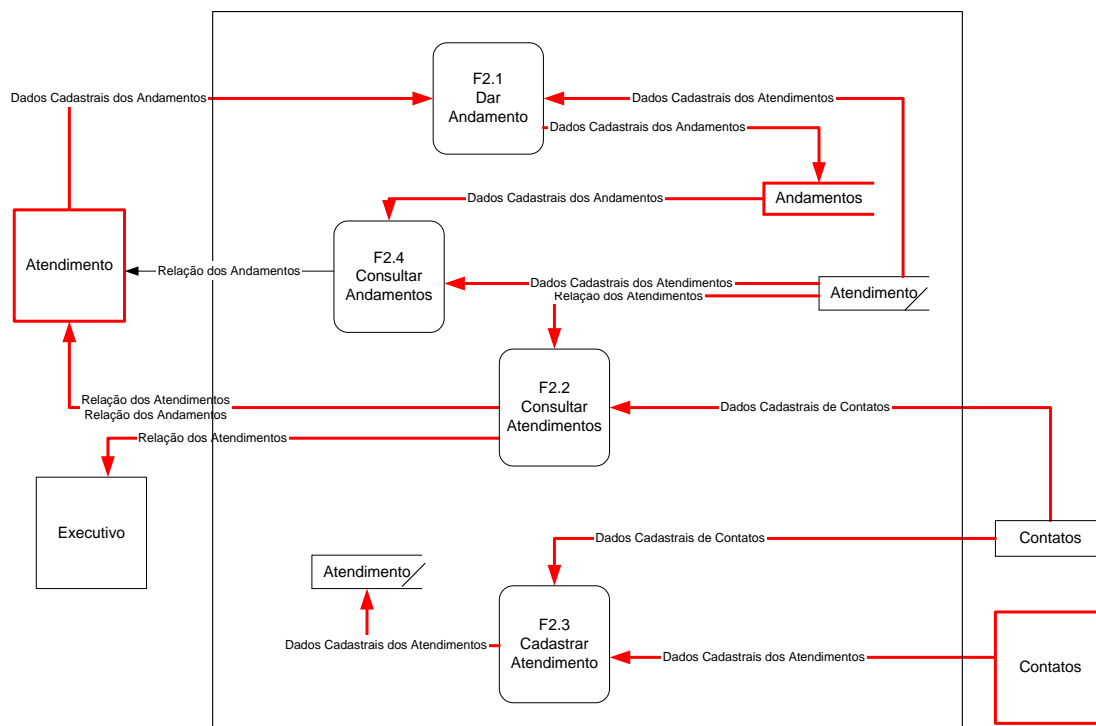 F2.1
Dar
Andamento
Dados Cadastrais dos Andamentos
Dados Cadastrais dos Atendimentos
Dados Cadastrais dos Andamentos
Dados Cadastrais dos Andamentos
Andamentos
Atendimento
F2.4
Consultar
Andamentos
Relação dos Andamentos
Dados Cadastrais dos Atendimentos
Relação dos Atendimentos
Atendimento
F2.2
Consultar
Atendimentos
Relação dos Atendimentos
Relação dos Andamentos
Dados Cadastrais de Contatos
Relação dos Atendimentos
Executivo
Dados Cadastrais de Contatos
Contatos
Atendimento
F2.3
Cadastrar
Atendimento
Dados Cadastrais dos Atendimentos
Dados Cadastrais dos Atendimentos
Contatos